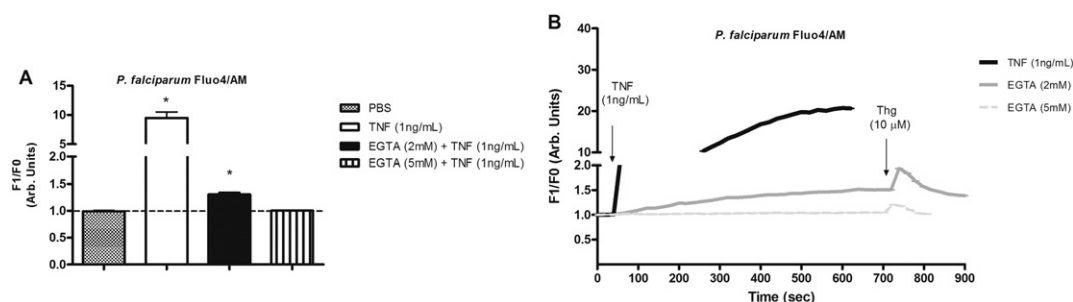 A
P. falciparum Fluo4/AM
F1/F0
(Arb. Units)
15
10
5
2.0
1.5
1.0
0.5
0.0
*
*
PBS
TNF (1ng/mL)
EGTA (2mM) + TNF (1ng/mL)
EGTA (5mM) + TNF (1ng/mL)
B
P. falciparum Fluo4/AM
F1/F0 (Arb. Units)
40
30
20
10
2.0
1.5
1.0
0.5
TNF
(1ng/mL)
Thg
(10 µM)
TNF (1ng/mL)
EGTA (2mM)
EGTA (5mM)
0 100 200 300 400 500 600 700 800 900
Time (sec)